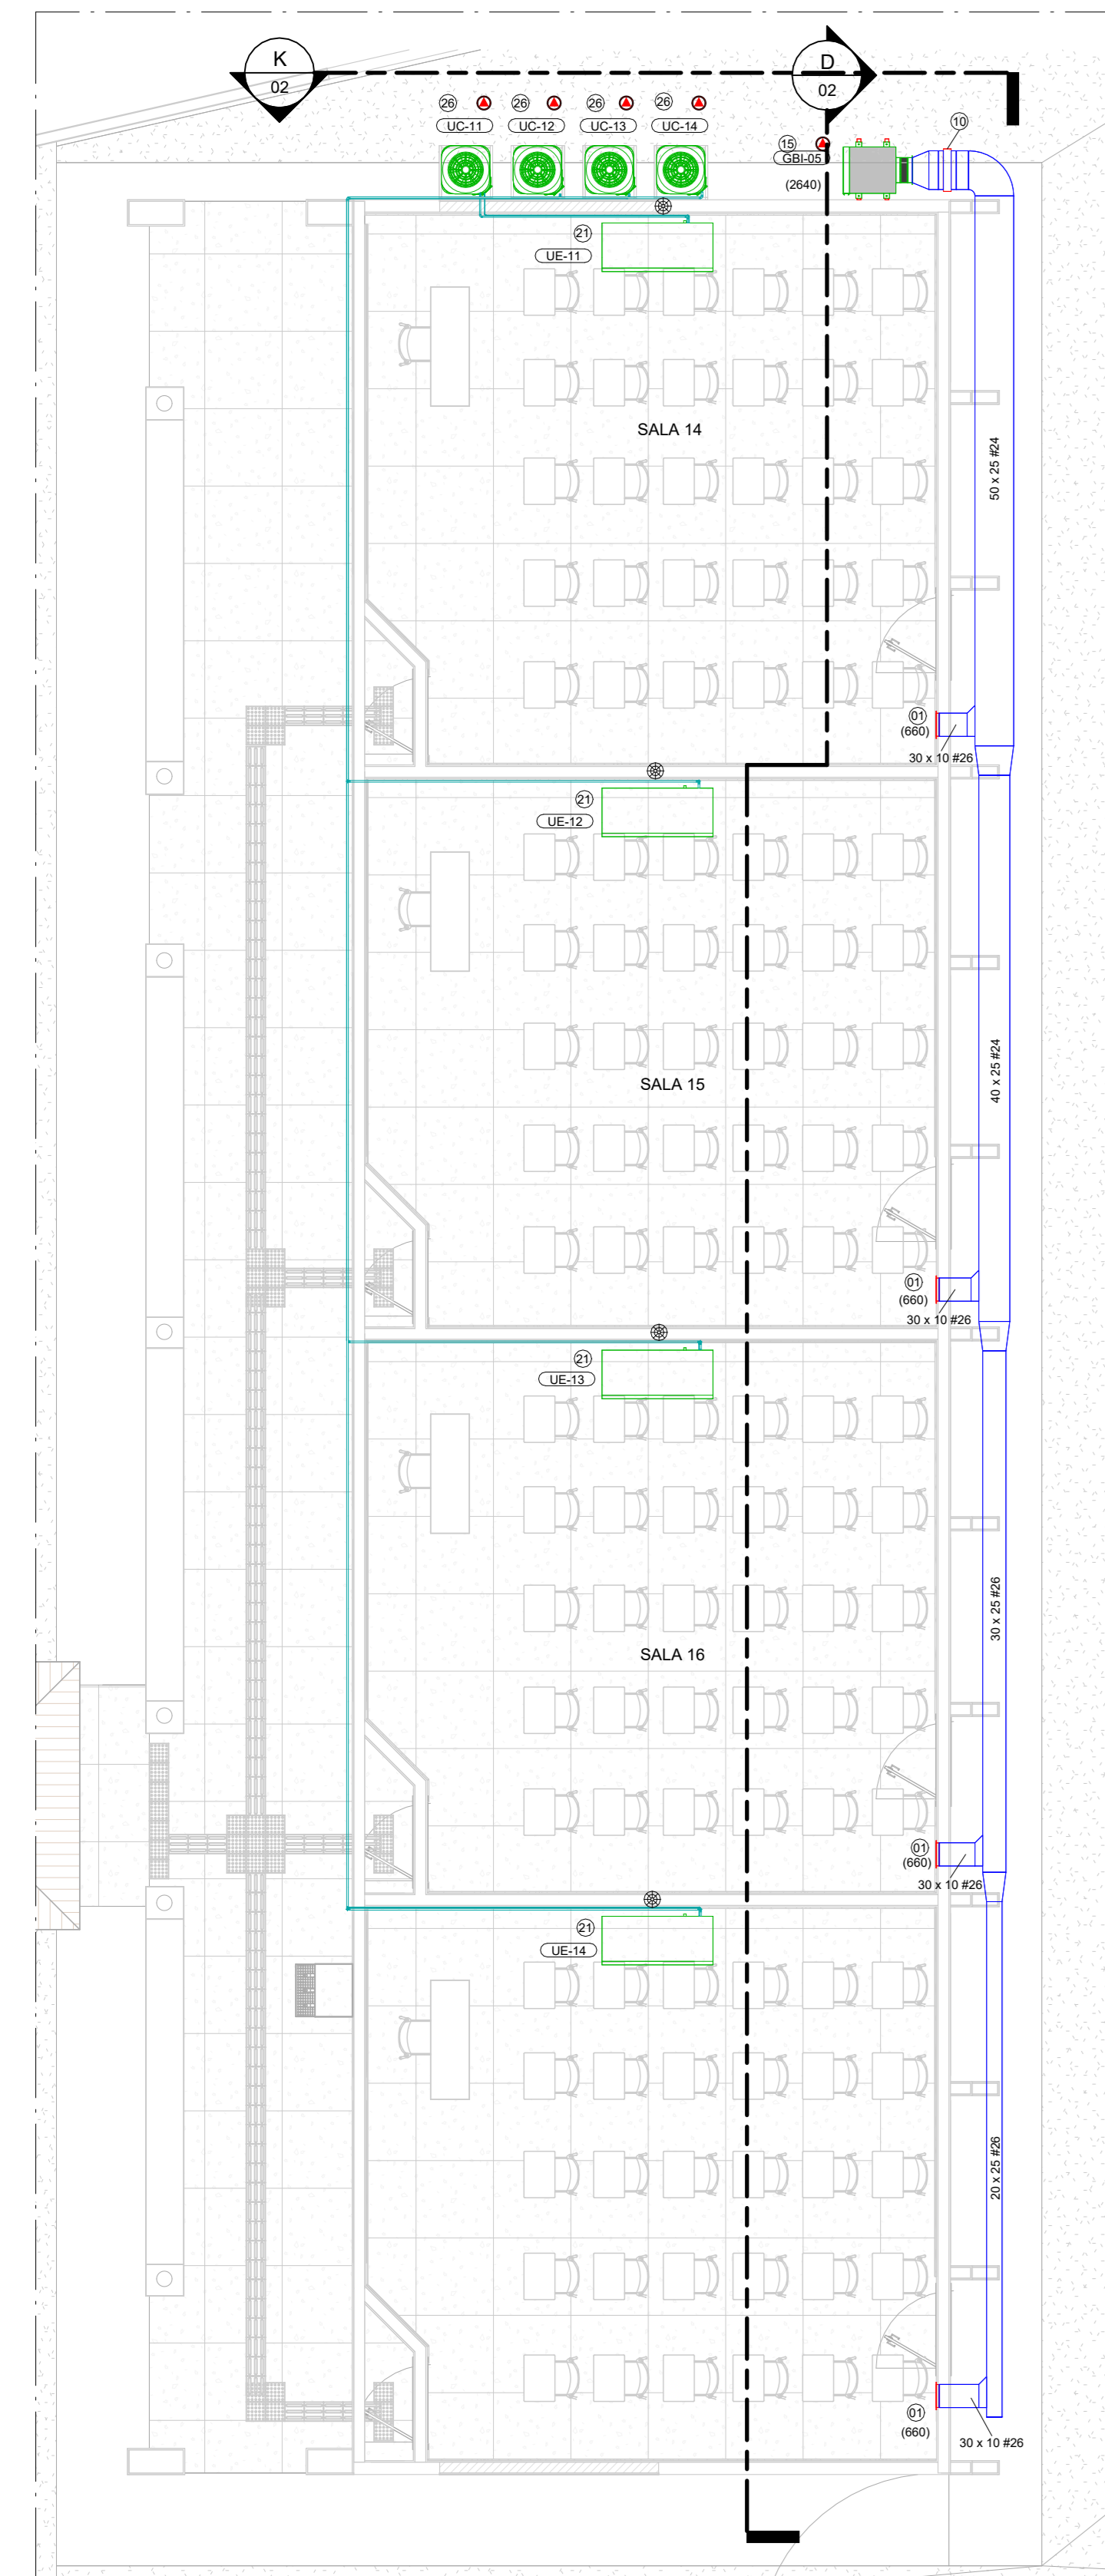 K
02
D
02
26
26
26
26
UC-11
UC-12
UC-13
UC-14
15
GBI-05
(2640)
10
21
UE-11
SALA 14
50 x 25 #24
01
(660)
30 x 10 #26
21
UE-12
SALA 15
40 x 25 #24
01
(660)
30 x 10 #26
21
UE-13
SALA 16
30 x 25 #26
01
(660)
30 x 10 #26
21
UE-14
20 x 25 #26
01
(660)
30 x 10 #26